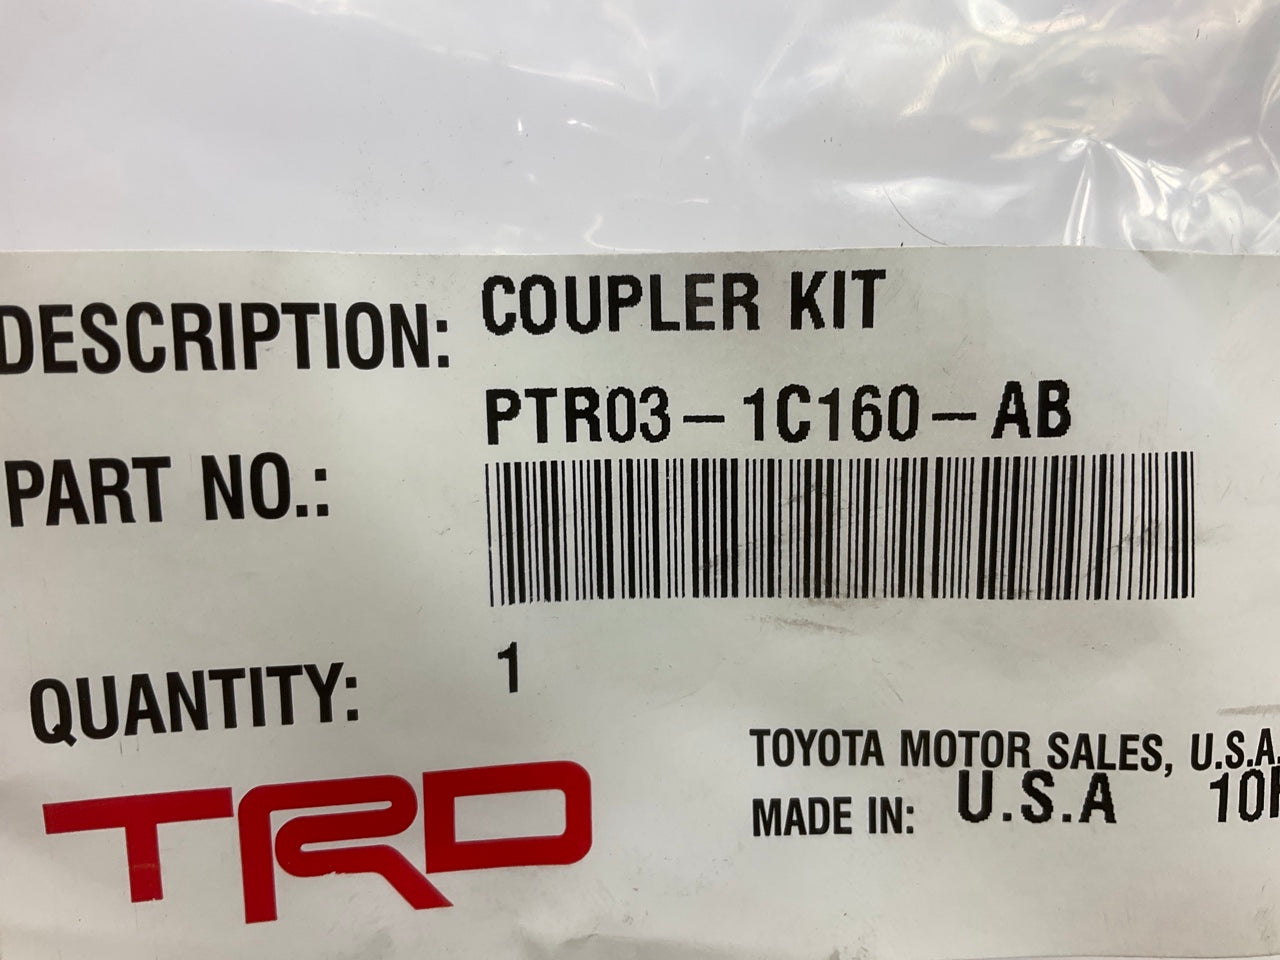 DESCRIPTION: COUPLER KIT
PTR03-1C160-AB
PART NO.:
QUANTITY: 1
TOYOTA MOTOR SALES, U.S.A.
MADE IN: U.S.A
TRD